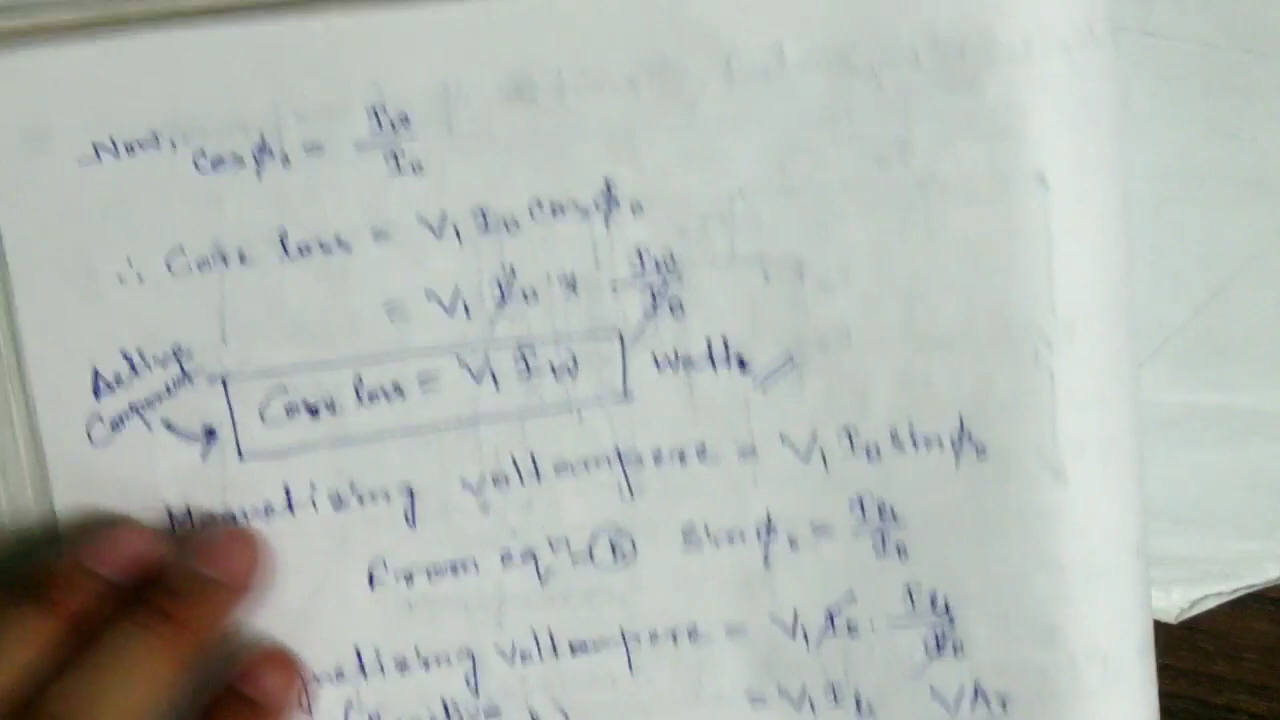 Now, cosϕ₀ = Iw/I₀
∴ Core loss = V₁ I₀ cosϕ₀
= V₁ I₀ × Iw/I₀
Active Component → Core loss = V₁ Iw Watts
Magnetising voltampere = V₁ I₀ sinϕ₀
From eqⁿ sinϕ₀ = Iμ/I₀
voltampere = V₁ I₀ . Iμ/I₀
= V₁ Iμ VAr